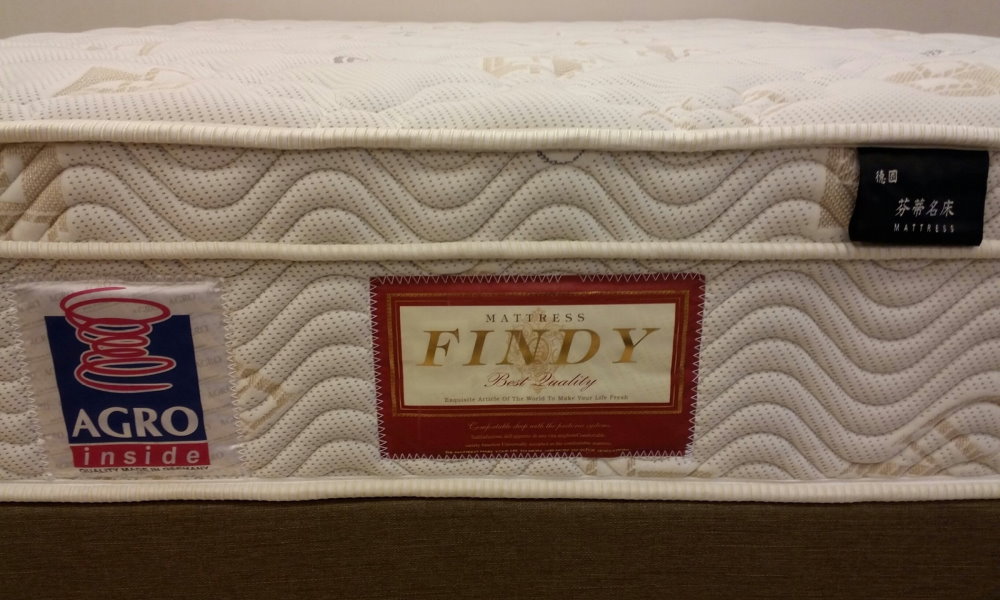 德國
芬蒂名床
MATTRESS
MATTRESS
FINDY
Best Quality
Exquisite Article Of The World To Make Your Life Fresh
AGRO
inside
QUALITY MADE IN GERMANY